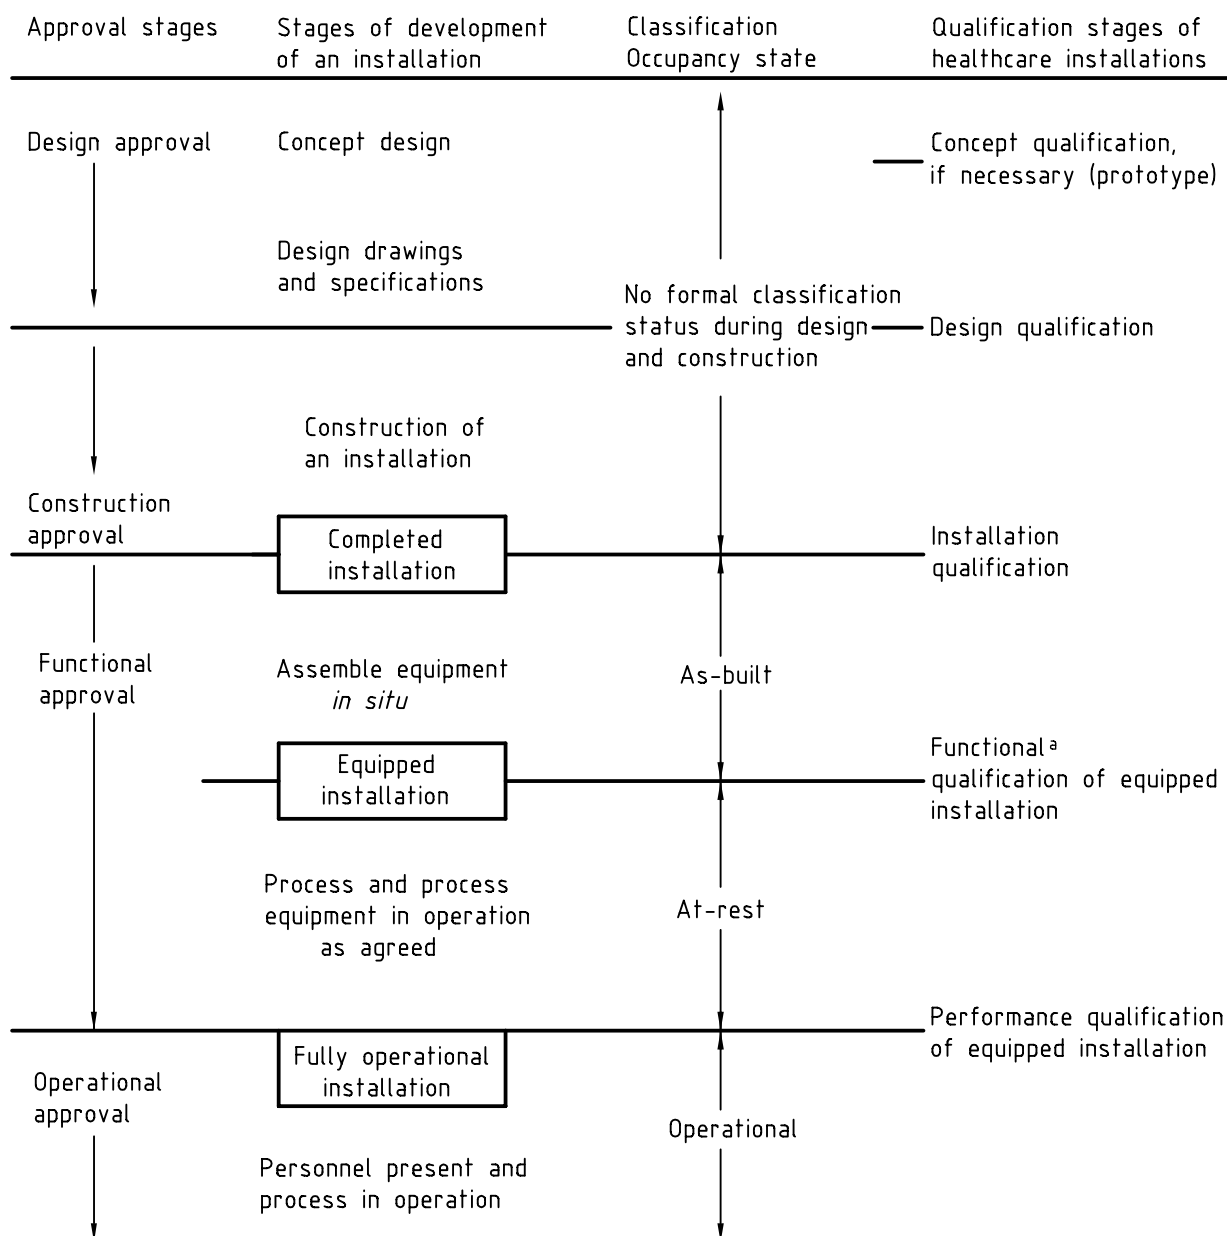 Approval stages
Stages of development
of an installation
Classification
Occupancy state
Qualification stages of
healthcare installations
Design approval
Concept design
Concept qualification,
if necessary (prototype)
Design drawings
and specifications
No formal classification
status during design
and construction
Design qualification
Construction of
an installation
Construction
approval
Completed
installation
Installation
qualification
Functional
approval
Assemble equipment
in situ
As-built
Equipped
installation
Functional a
qualification of equipped
installation
Process and process
equipment in operation
as agreed
At-rest
Performance qualification
of equipped installation
Fully operational
installation
Operational
approval
Operational
Personnel present and
process in operation